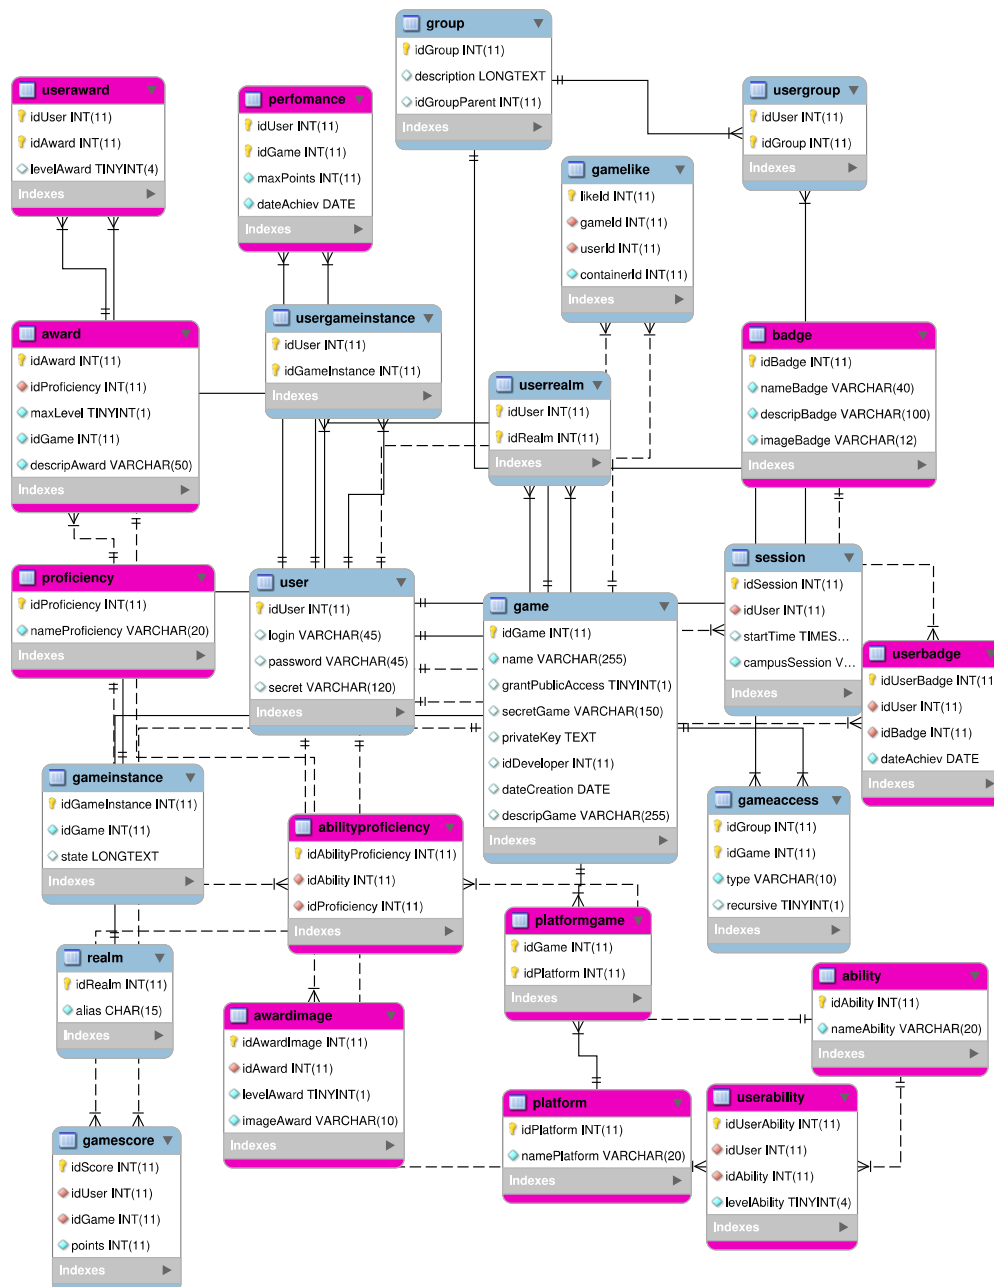 group
idGroup INT(11)
description LONGTEXT
idGroupParent INT(11)
Indexes
useraward
idUser INT(11)
idAward INT(11)
levelAward TINYINT(4)
Indexes
perfomance
idUser INT(11)
idGame INT(11)
maxPoints INT(11)
dateAchiev DATE
Indexes
usergroup
idUser INT(11)
idGroup INT(11)
Indexes
gamelike
likeId INT(11)
gameId INT(11)
userId INT(11)
containerId INT(11)
Indexes
award
idAward INT(11)
idProficiency INT(11)
maxLevel TINYINT(1)
idGame INT(11)
descripAward VARCHAR(50)
Indexes
usergameinstance
idUser INT(11)
idGameInstance INT(11)
Indexes
userrealm
idUser INT(11)
idRealm INT(11)
Indexes
badge
idBadge INT(11)
nameBadge VARCHAR(40)
descripBadge VARCHAR(100)
imageBadge VARCHAR(12)
Indexes
proficiency
idProficiency INT(11)
nameProficiency VARCHAR(20)
Indexes
user
idUser INT(11)
login VARCHAR(45)
password VARCHAR(45)
secret VARCHAR(120)
Indexes
game
idGame INT(11)
name VARCHAR(255)
grantPublicAccess TINYINT(1)
secretGame VARCHAR(150)
privateKey TEXT
idDeveloper INT(11)
dateCreation DATE
descripGame VARCHAR(255)
Indexes
session
idSession INT(11)
idUser INT(11)
startTime TIMES...
campusSession V...
Indexes
userbadge
idUserBadge INT(11)
idUser INT(11)
idBadge INT(11)
dateAchiev DATE
Indexes
gameinstance
idGameInstance INT(11)
idGame INT(11)
state LONGTEXT
Indexes
abilityproficiency
idAbilityProficiency INT(11)
idAbility INT(11)
idProficiency INT(11)
Indexes
gameaccess
idGroup INT(11)
idGame INT(11)
type VARCHAR(10)
recursive TINYINT(1)
Indexes
platformgame
idGame INT(11)
idPlatform INT(11)
Indexes
realm
idRealm INT(11)
alias CHAR(15)
Indexes
ability
idAbility INT(11)
nameAbility VARCHAR(20)
Indexes
awardimage
idAwardImage INT(11)
idAward INT(11)
levelAward TINYINT(1)
imageAward VARCHAR(10)
Indexes
platform
idPlatform INT(11)
namePlatform VARCHAR(20)
Indexes
userability
idUserAbility INT(11)
idUser INT(11)
idAbility INT(11)
levelAbility TINYINT(4)
Indexes
gamescore
idScore INT(11)
idUser INT(11)
idGame INT(11)
points INT(11)
Indexes